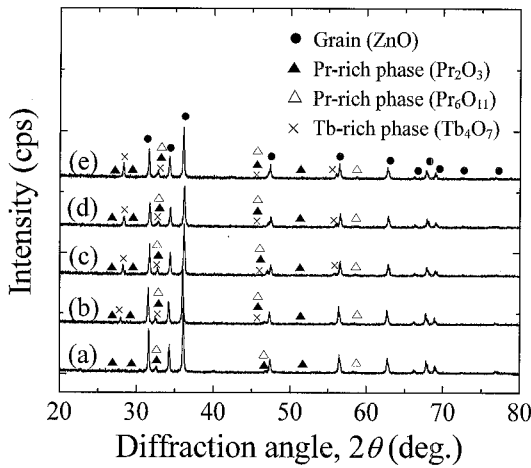 ● Grain (ZnO)
▲ Pr-rich phase (Pr₂O₃)
△ Pr-rich phase (Pr₆O₁₁)
× Tb-rich phase (Tb₄O₇)
(e)
(d)
(c)
(b)
(a)
Intensity (cps)
20 30 40 50 60 70 80
Diffraction angle, 2θ (deg.)